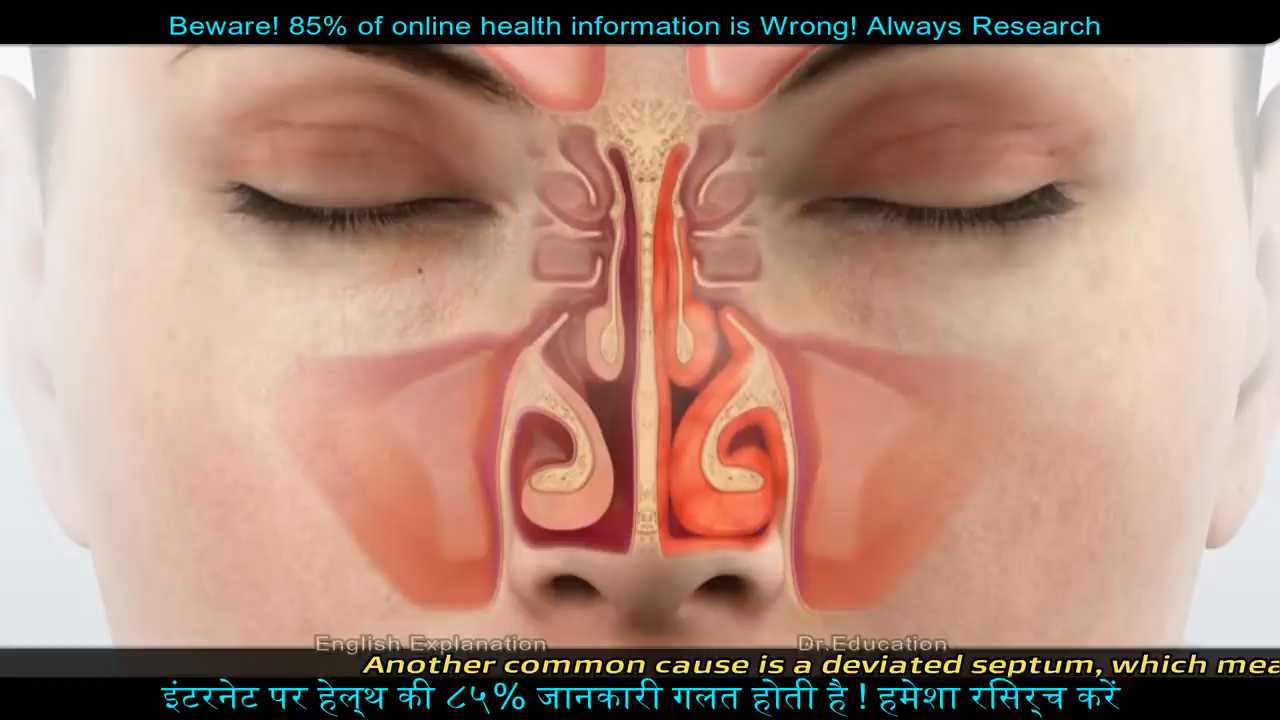 Beware! 85% of online health information is Wrong! Always Research
English Explanation
Dr.Education
Another common cause is a deviated septum, which mea
इंटरनेट पर हेल्थ की ८५% जानकारी गलत होती है ! हमेशा रसिर्च करें